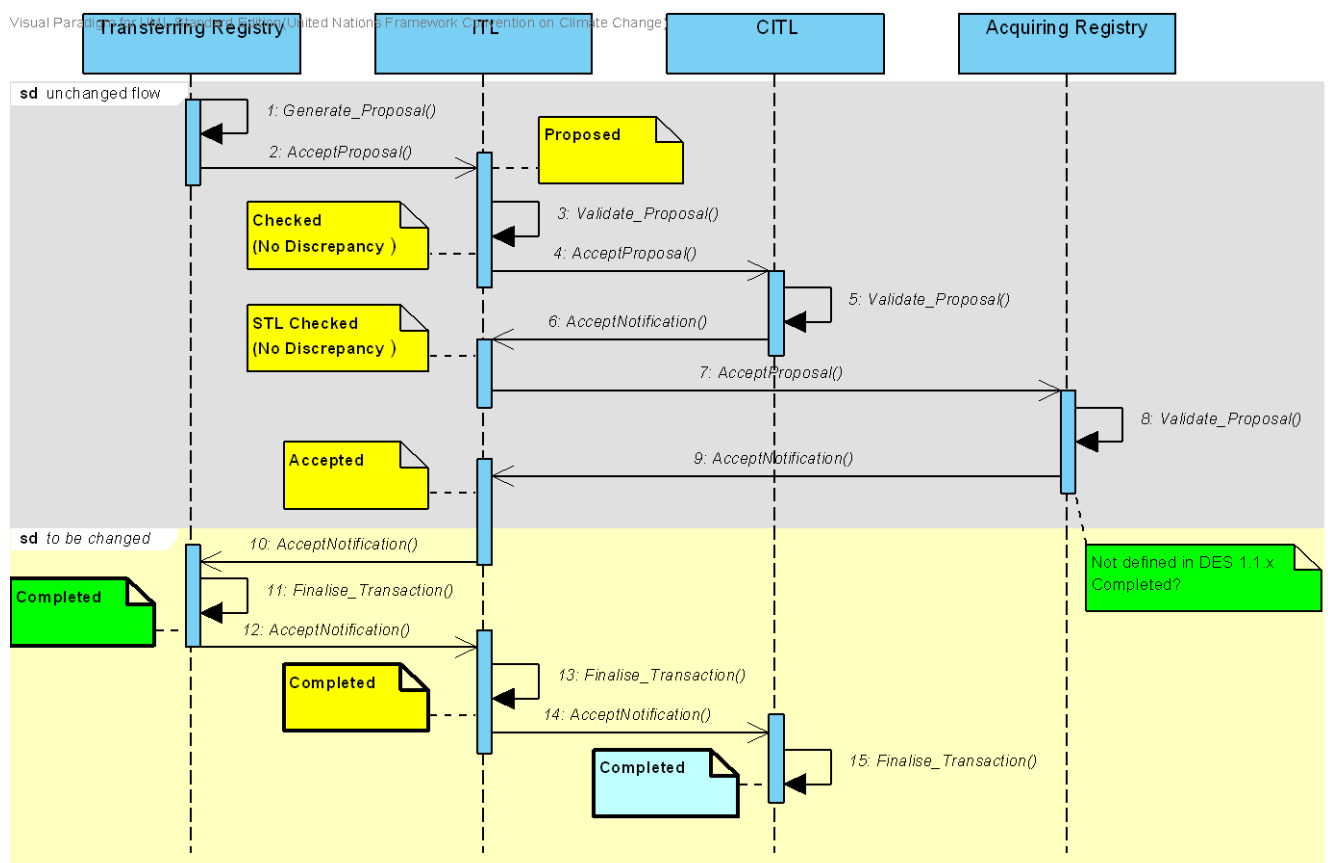 Visual Paradigm for UML Standard Edition(United Nations Framework Convention on Climate Change)
Transferring Registry
ITL
CITL
Acquiring Registry
sd unchanged flow
1: Generate_Proposal()
2: AcceptProposal()
Proposed
3: Validate_Proposal()
Checked
(No Discrepancy )
4: AcceptProposal()
5: Validate_Proposal()
6: AcceptNotification()
STL Checked
(No Discrepancy )
7: AcceptProposal()
8: Validate_Proposal()
9: AcceptNotification()
Accepted
sd to be changed
10: AcceptNotification()
Not defined in DES 1.1.x
Completed?
11: Finalise_Transaction()
Completed
12: AcceptNotification()
13: Finalise_Transaction()
Completed
14: AcceptNotification()
15: Finalise_Transaction()
Completed